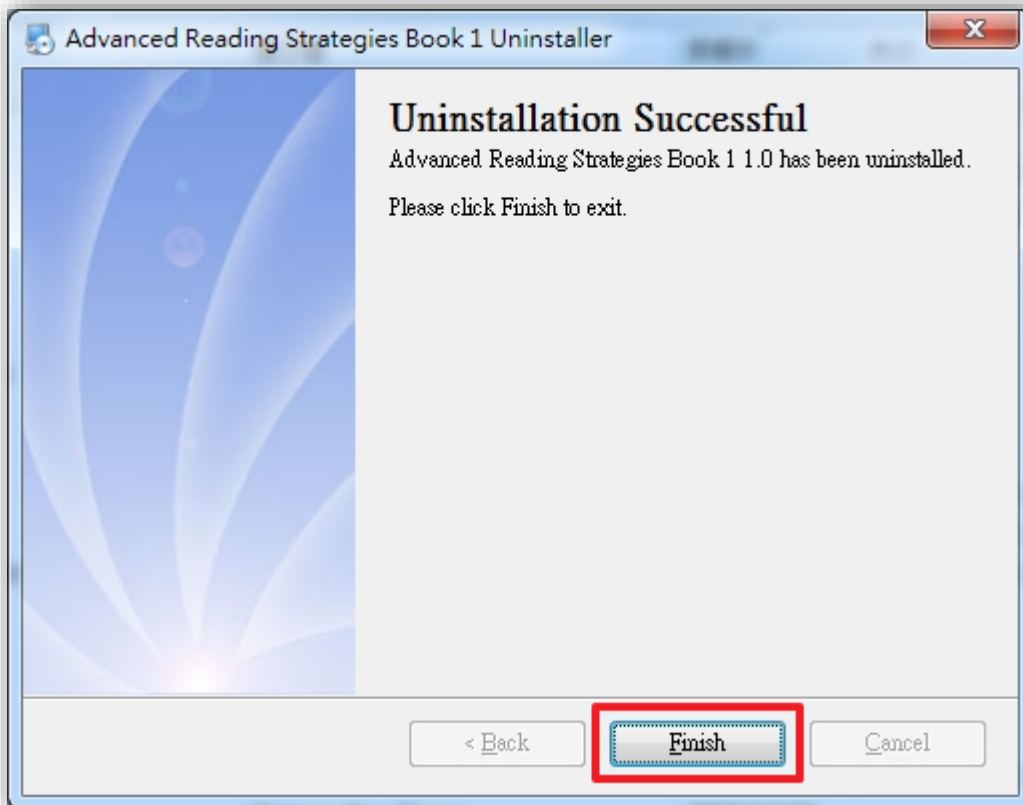 Advanced Reading Strategies Book 1 Uninstaller
x
Uninstallation Successful
Advanced Reading Strategies Book 1 1.0 has been uninstalled.
Please click Finish to exit.
< Back
Finish
Cancel